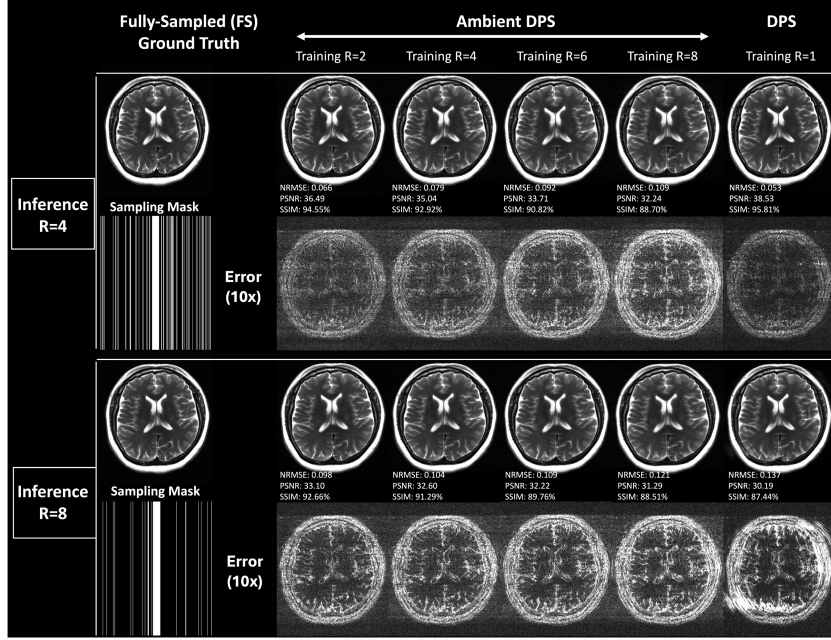 Fully-Sampled (FS)
Ground Truth
Ambient DPS
DPS
Training R=2
Training R=4
Training R=6
Training R=8
Training R=1
Inference
R=4
Sampling Mask
NRMSE: 0.066
PSNR: 36.49
SSIM: 94.55%
NRMSE: 0.079
PSNR: 35.04
SSIM: 92.92%
NRMSE: 0.092
PSNR: 33.71
SSIM: 90.82%
NRMSE: 0.109
PSNR: 32.24
SSIM: 88.70%
NRMSE: 0.053
PSNR: 38.53
SSIM: 95.81%
Error
(10x)
Inference
R=8
Sampling Mask
NRMSE: 0.098
PSNR: 33.10
SSIM: 92.66%
NRMSE: 0.104
PSNR: 32.60
SSIM: 91.29%
NRMSE: 0.109
PSNR: 32.22
SSIM: 89.76%
NRMSE: 0.121
PSNR: 31.29
SSIM: 88.51%
NRMSE: 0.137
PSNR: 30.19
SSIM: 87.44%
Error
(10x)